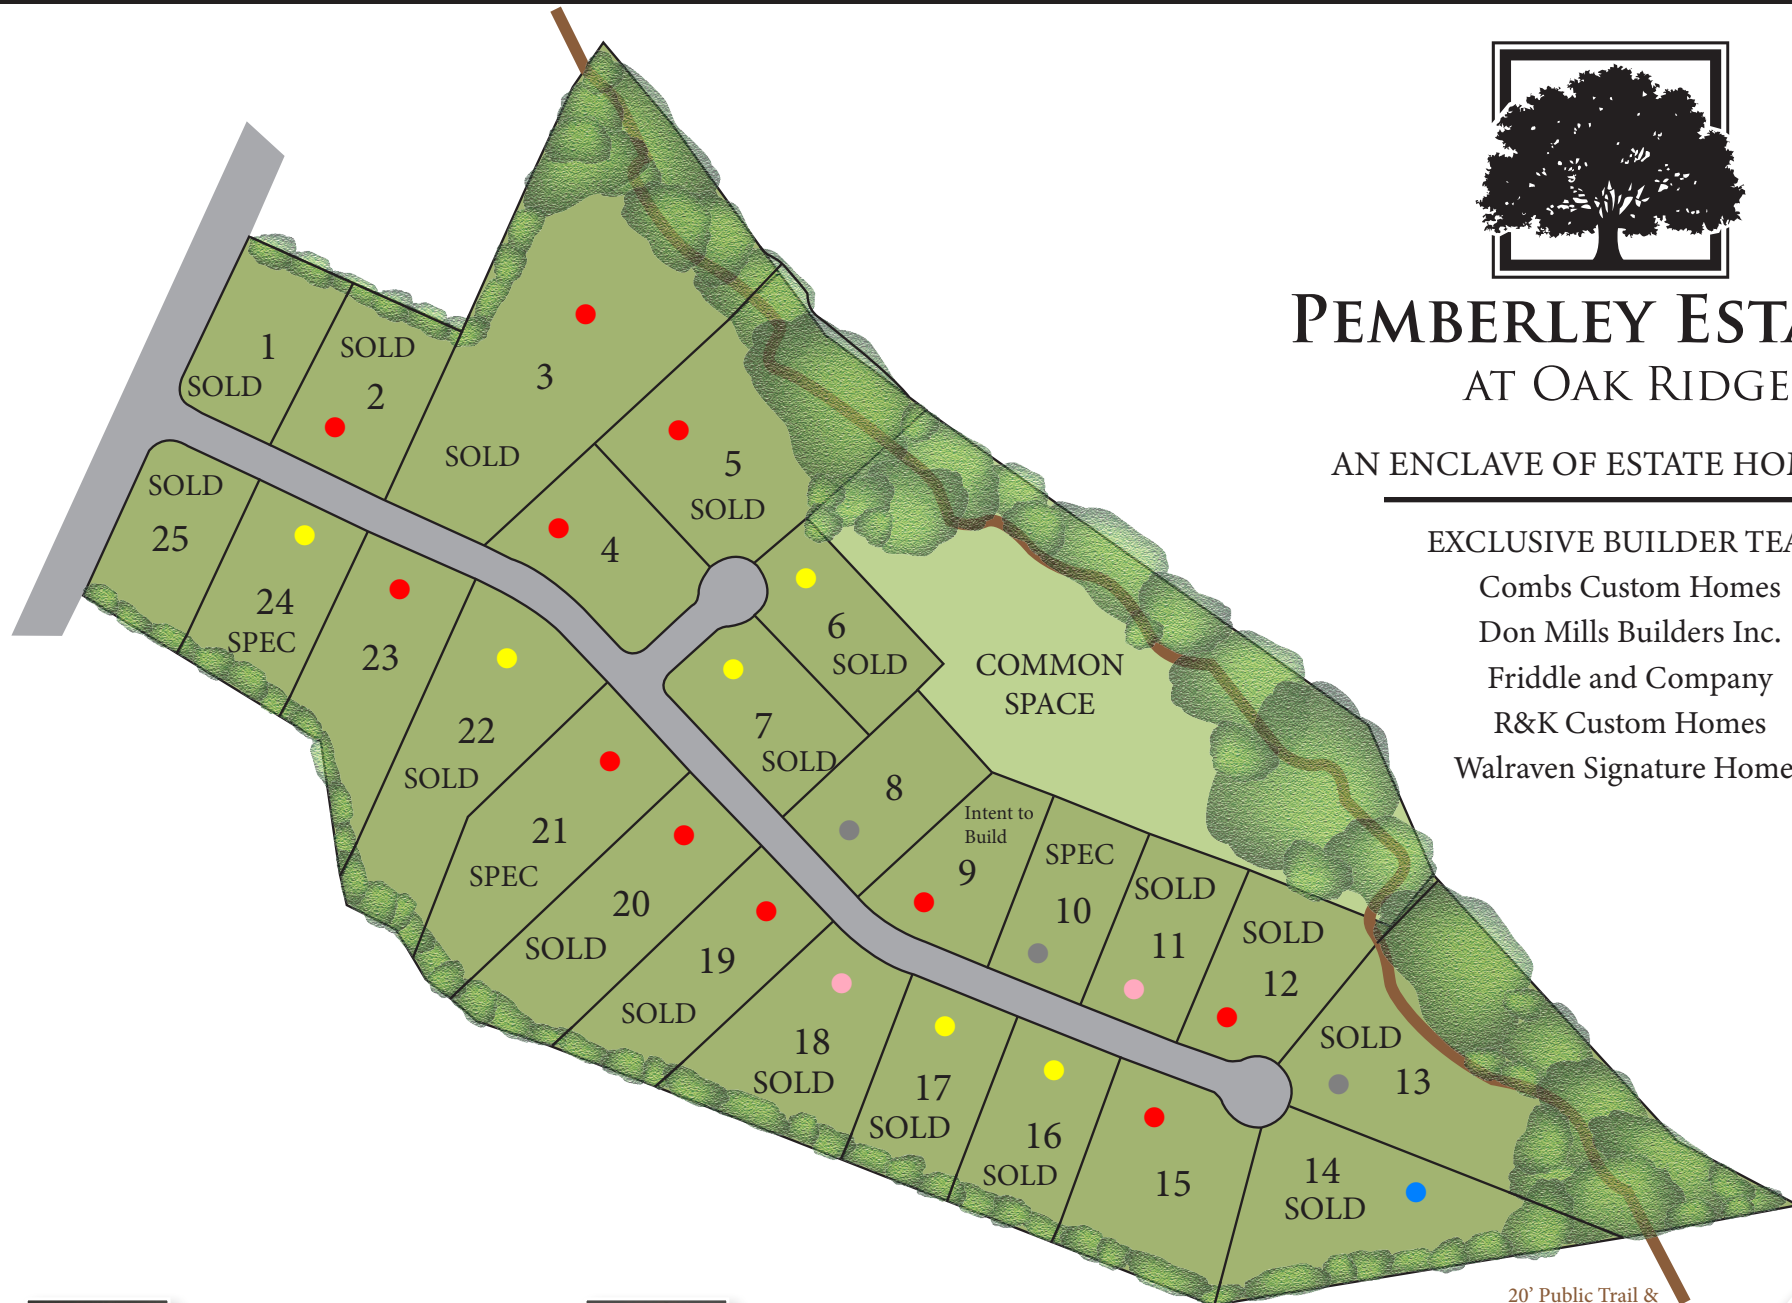 PEMBERLEY ESTA
AT OAK RIDGE
AN ENCLAVE OF ESTATE HOM
EXCLUSIVE BUILDER TEA
Combs Custom Homes
Don Mills Builders Inc.
Friddle and Company
R&K Custom Homes
Walraven Signature Home
1
SOLD
SOLD
2
3
SOLD
4
5
SOLD
6
SOLD
7
SOLD
8
Intent to
Build
9
SPEC
10
SOLD
11
SOLD
12
SOLD
13
14
SOLD
15
16
SOLD
17
SOLD
18
SOLD
19
SOLD
20
SOLD
21
SPEC
22
SOLD
23
24
SPEC
SOLD
25
COMMON
SPACE
20’ Public Trail &